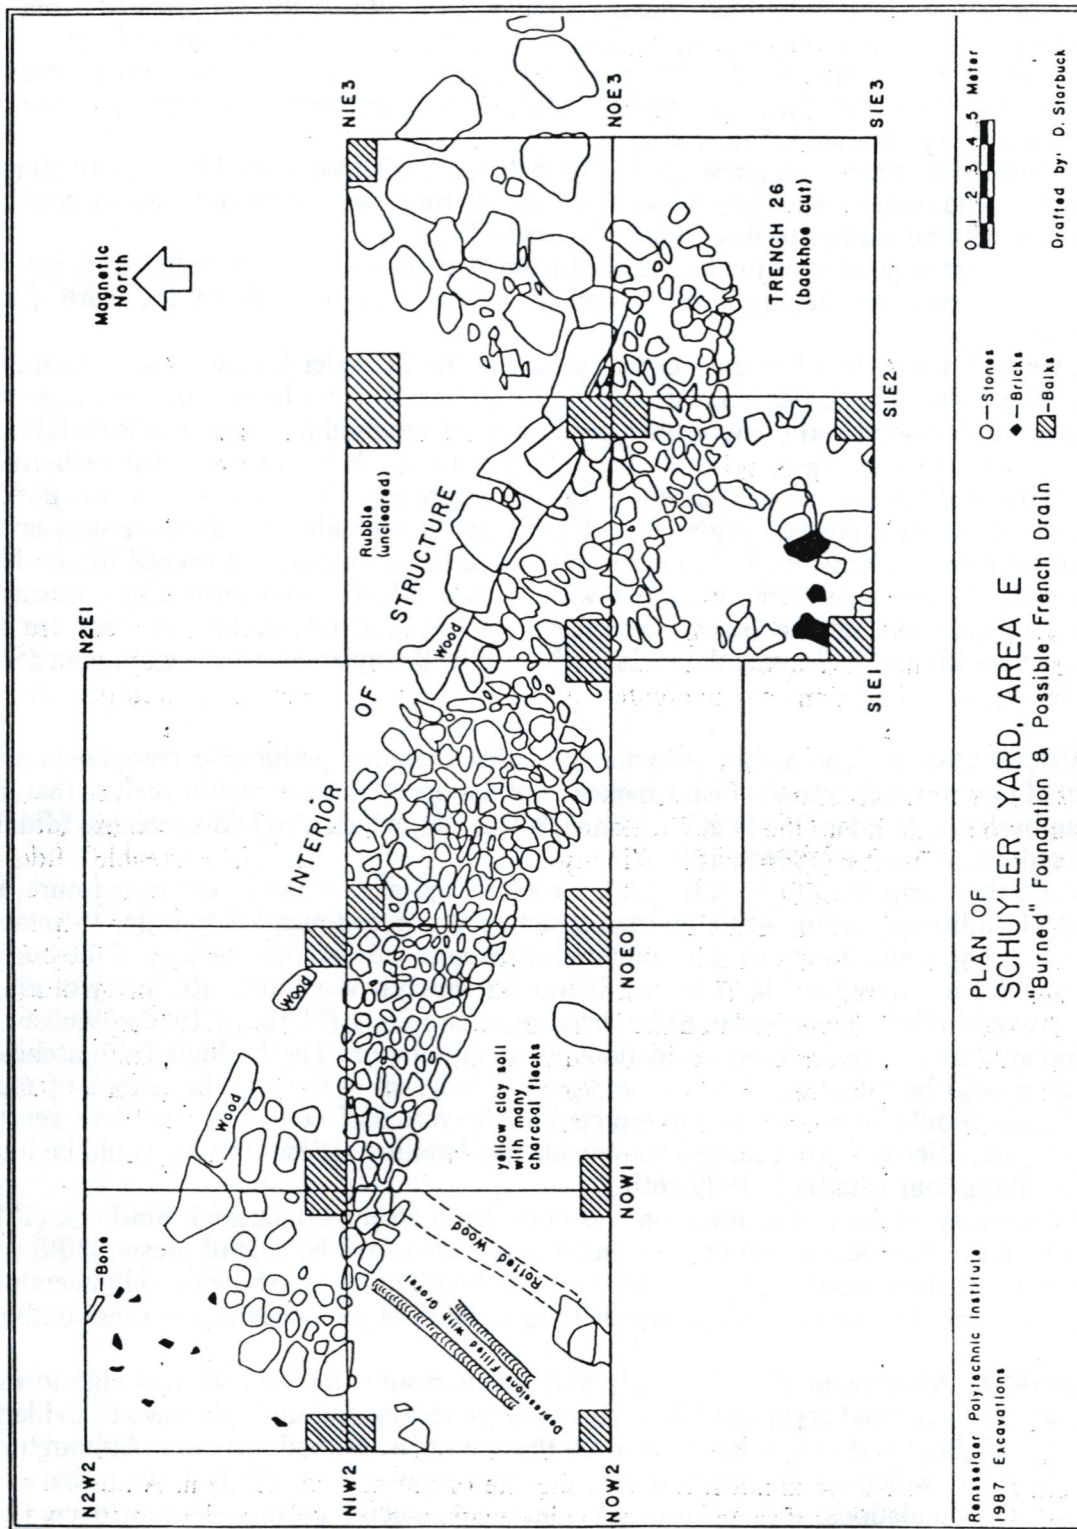 N2W2
N2E1
Magnetic
North
Bone
Wood
Wood
INTERIOR
OF
STRUCTURE
Rubble
(uncleared)
Wood
N1W2
N1E3
yellow clay soil
with many
charcoal flecks
Depressions Filled With Gravel
Rotted Wood
N0W2
N0W1
N0E0
N0E3
TRENCH 26
(backhoe cut)
S1E1
S1E2
S1E3
Rensselaer Polytechnic Institute
1987 Excavations
PLAN OF
SCHUYLER YARD, AREA E
"Burned" Foundation & Possible French Drain
—Stones
—Bricks
—Balks
0 .1 .2 .3 .4 .5 Meter
Drafted by: D. Starbuck